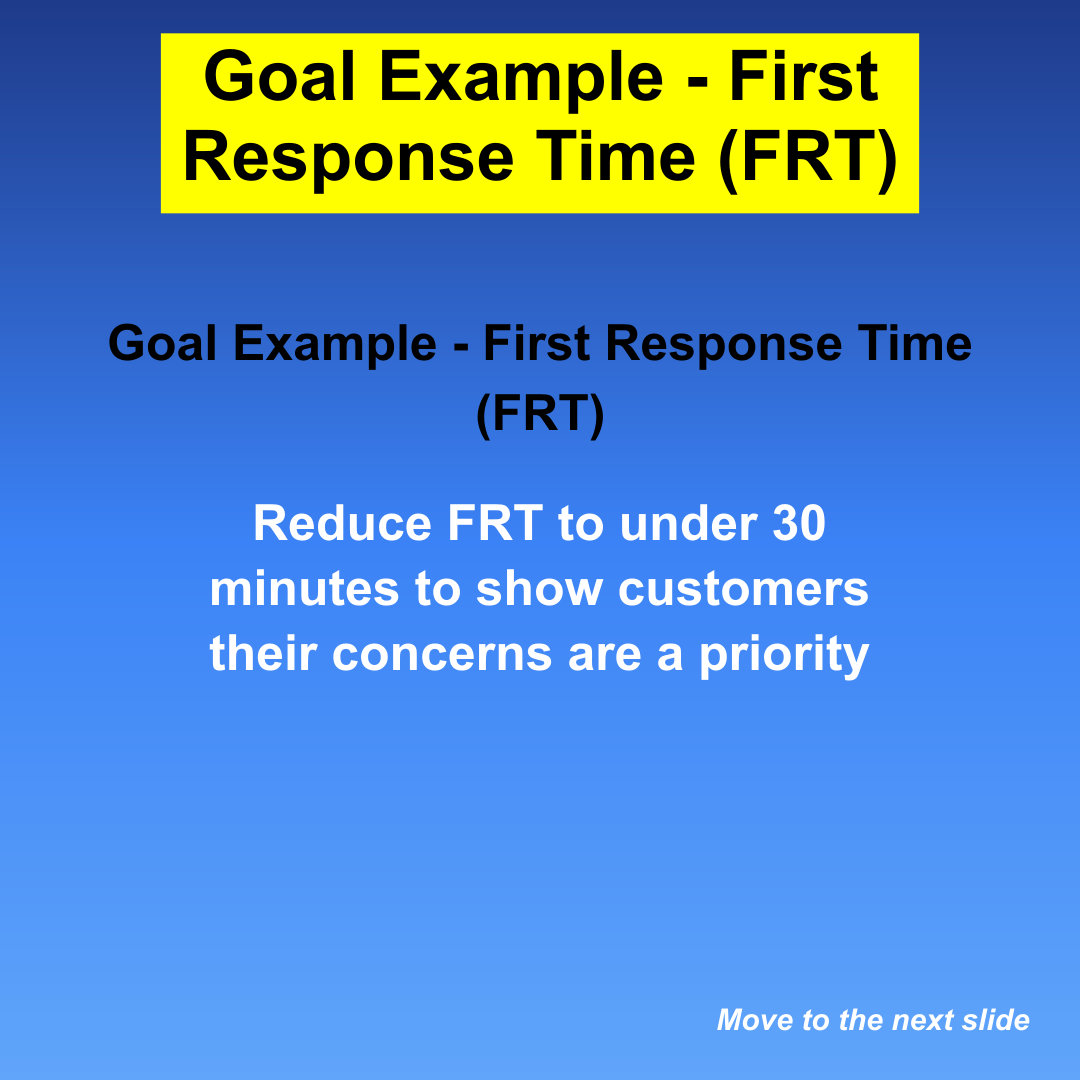 Goal Example - First
Response Time (FRT)
Goal Example - First Response Time
(FRT)
Reduce FRT to under 30
minutes to show customers
their concerns are a priority
Move to the next slide